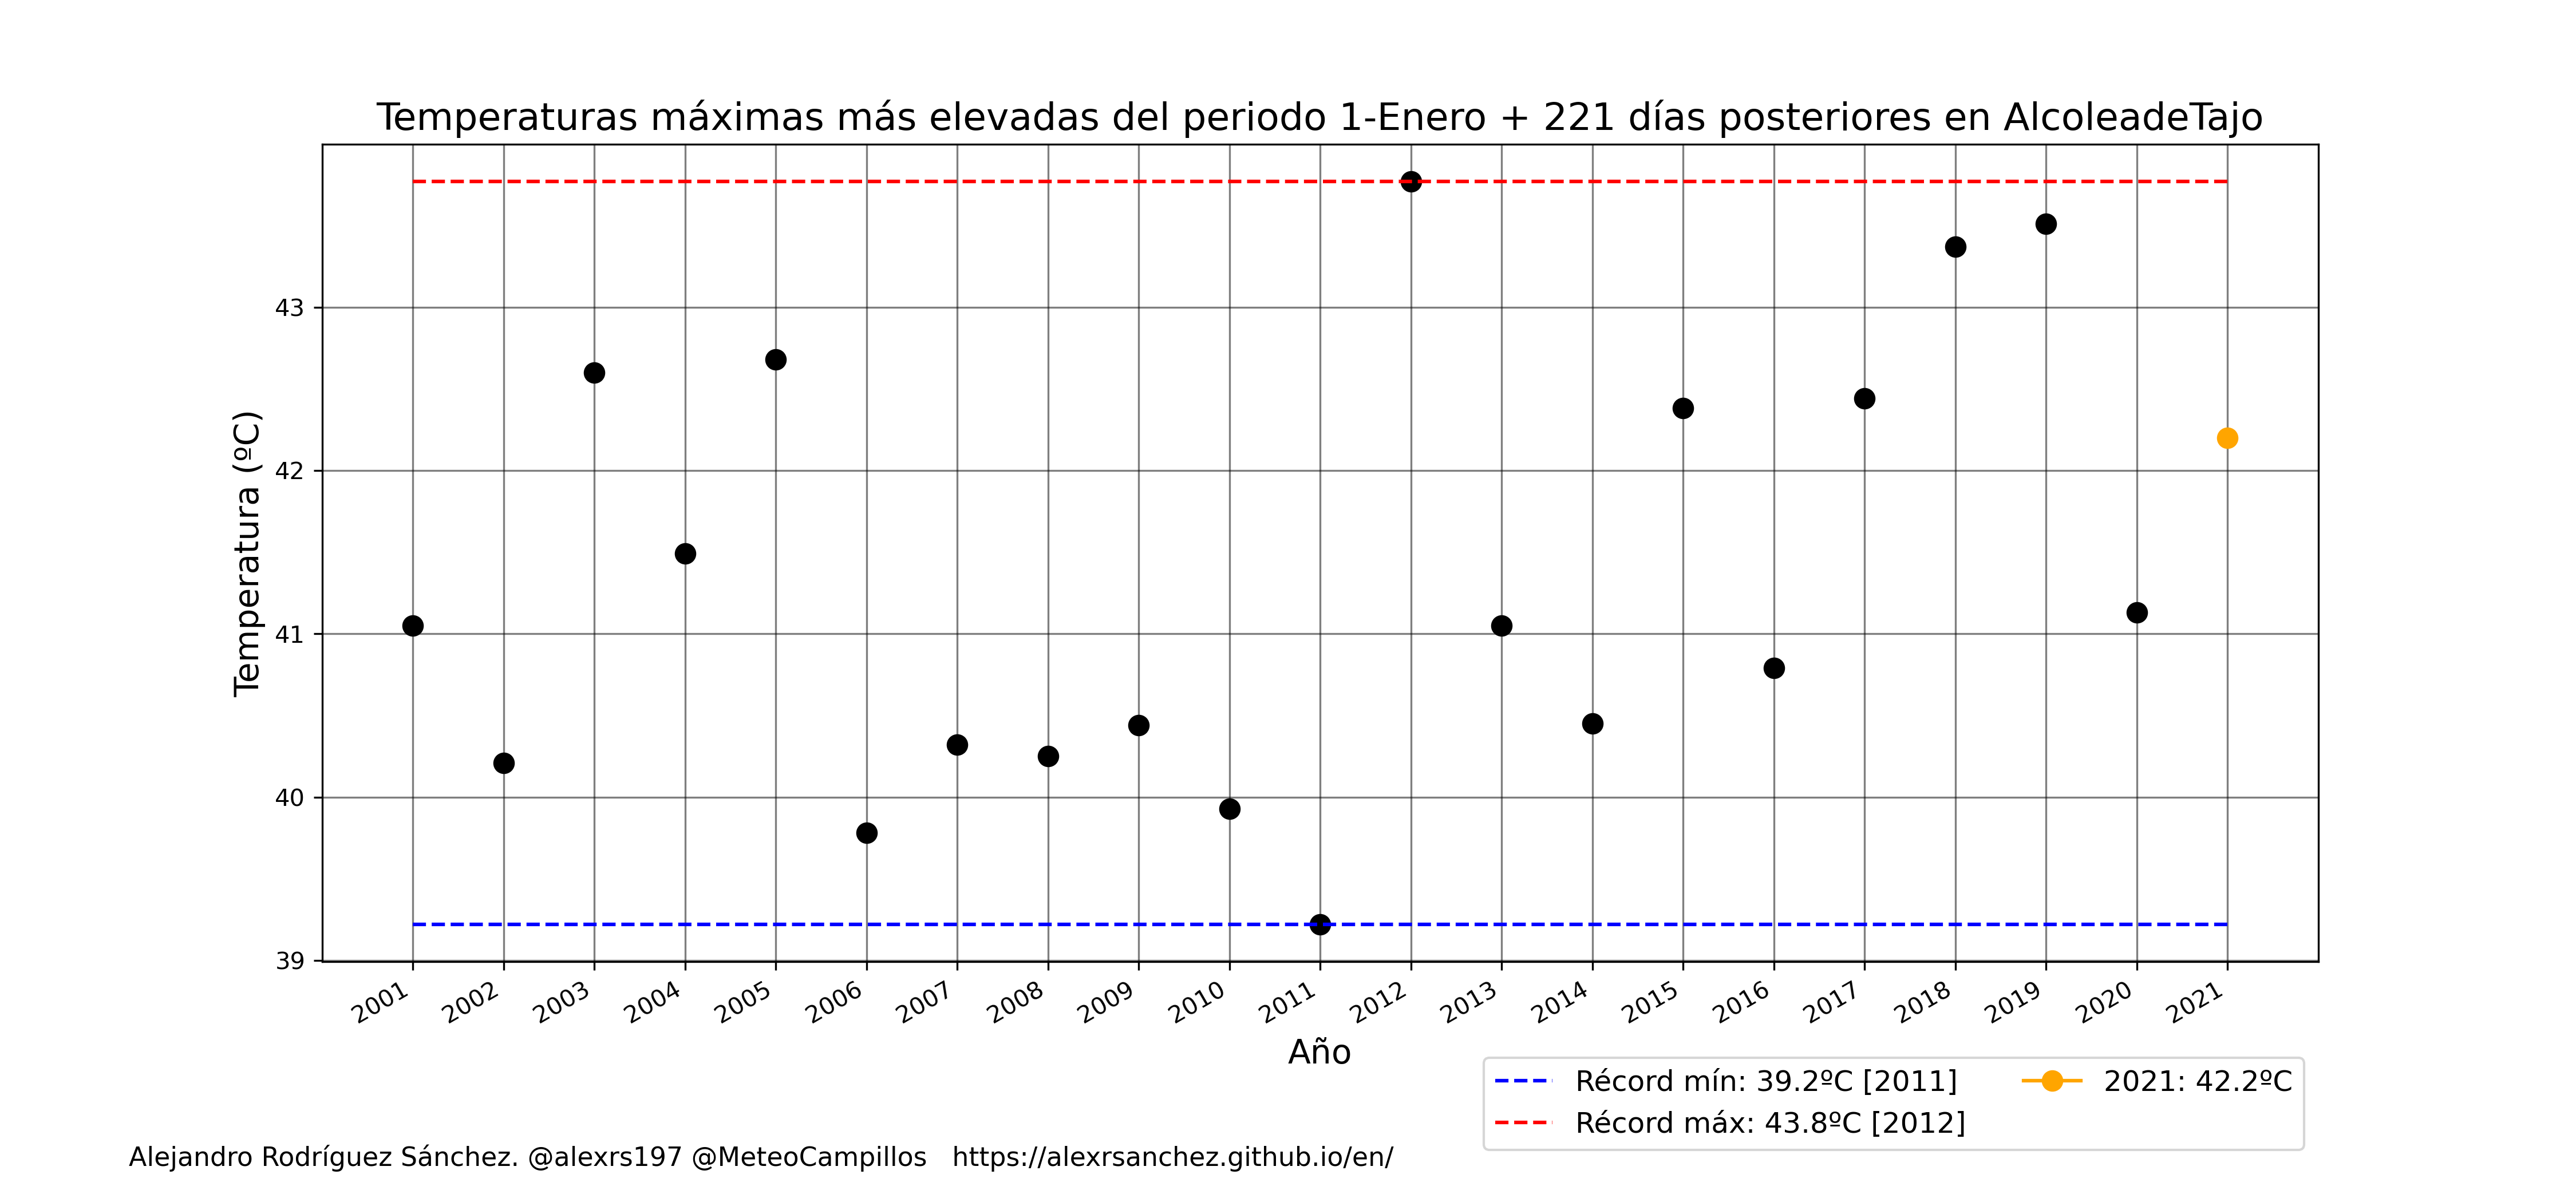 Temperaturas máximas más elevadas del periodo 1-Enero + 221 días posteriores en AlcoleadeTajo
Temperatura (ºC)
43
42
41
40
39
2001 2002 2003 2004 2005 2006 2007 2008 2009 2010 2011 2012 2013 2014 2015 2016 2017 2018 2019 2020 2021
Año
Récord mín: 39.2ºC [2011]
Récord máx: 43.8ºC [2012]
2021: 42.2ºC
Alejandro Rodríguez Sánchez. @alexrs197 @MeteoCampillos https://alexrsanchez.github.io/en/